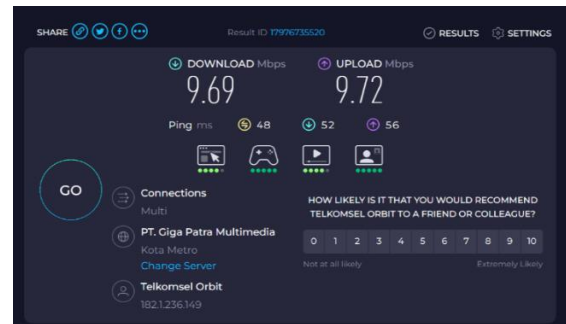 SHARE
Result ID 17976735520
RESULTS
SETTINGS
DOWNLOAD Mbps
UPLOAD Mbps
9.69
9.72
Ping ms 48 52 56
GO
Connections
Multi
PT. Giga Patra Multimedia
Kota Metro
Change Server
Telkomsel Orbit
182.1.236.149
HOW LIKELY IS IT THAT YOU WOULD RECOMMEND
TELKOMSEL ORBIT TO A FRIEND OR COLLEAGUE?
0 1 2 3 4 5 6 7 8 9 10
Not at all likely
Extremely Likely